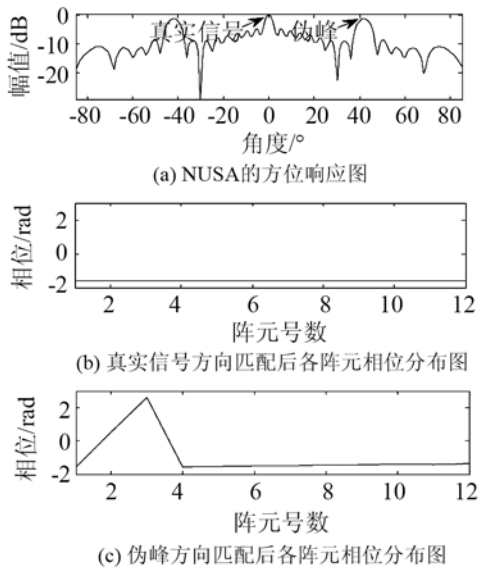 0
真实信号
伪峰
-10
-20
幅值/dB
-80 -60 -40 -20 0 20 40 60 80
角度/°
(a) NUSA的方位响应图
2
0
-2
相位/rad
2 4 6 8 10 12
阵元号数
(b) 真实信号方向匹配后各阵元相位分布图
2
0
-2
相位/rad
2 4 6 8 10 12
阵元号数
(c) 伪峰方向匹配后各阵元相位分布图